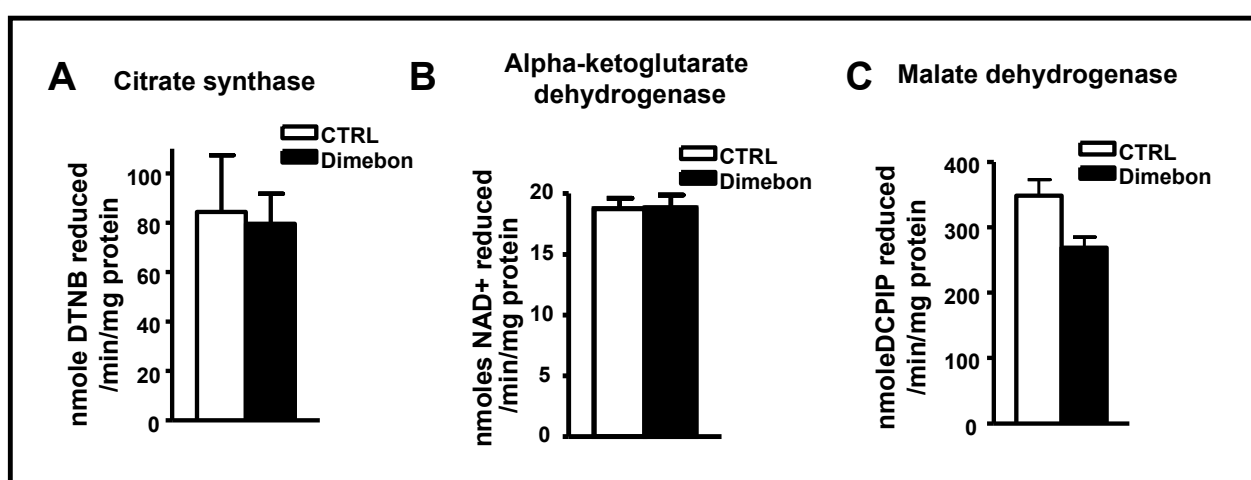 A
Citrate synthase
CTRL
Dimebon
nmole DTNB reduced
/min/mg protein
100
80
60
40
20
0
B
Alpha-ketoglutarate
dehydrogenase
CTRL
Dimebon
nmoles NAD+ reduced
/min/mg protein
20
15
10
5
0
C
Malate dehydrogenase
CTRL
Dimebon
nmoleDCPIP reduced
/min/mg protein
400
300
200
100
0